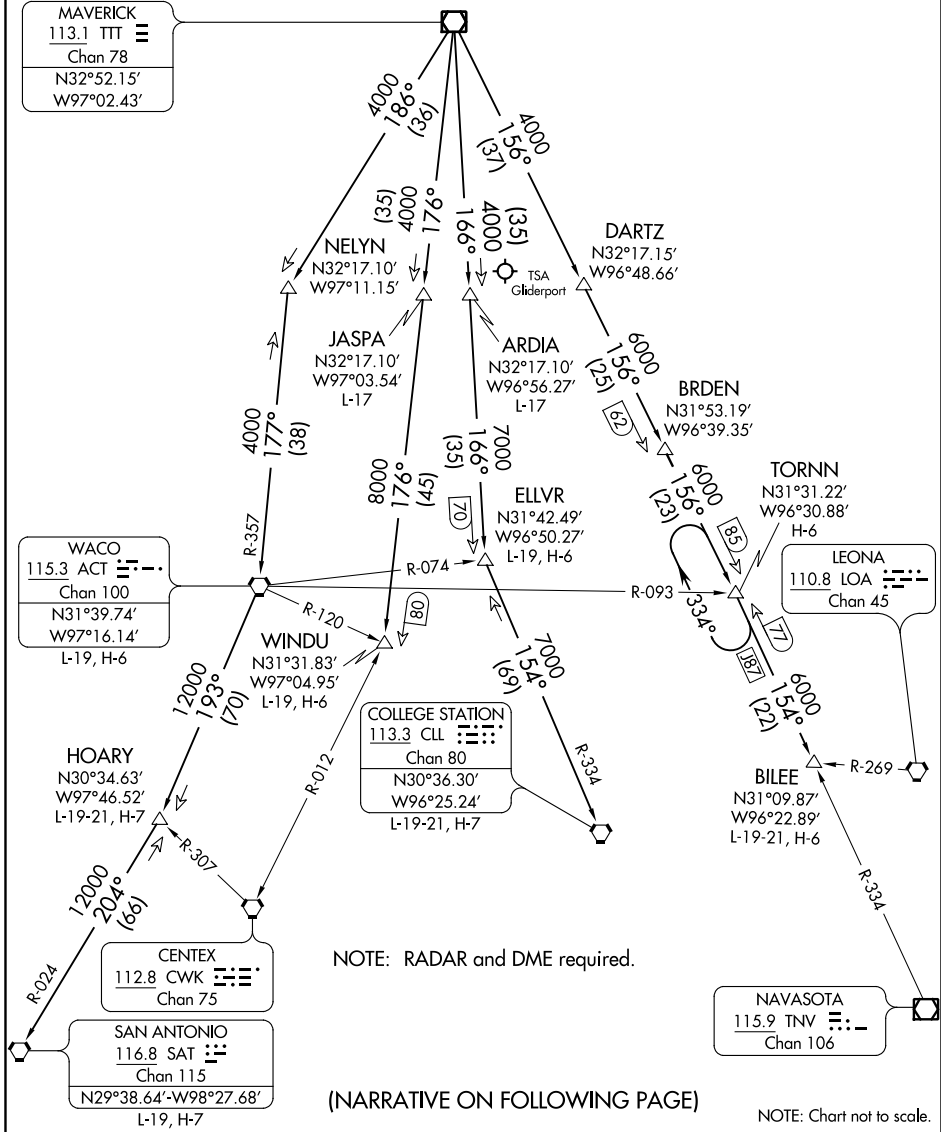 MAVERICK
113.1 TTT
Chan 78
N32°52.15'
W97°02.43'
4000
186°
(36)
(35)
4000
176°
166°
4000
(35)
4000
156°
(37)
NELYN
N32°17.10'
W97°11.15'
JASPA
N32°17.10'
W97°03.54'
L-17
TSA
Gliderport
ARDIA
N32°17.10'
W96°56.27'
L-17
DARTZ
N32°17.15'
W96°48.66'
6000
156°
(25)
62
BRDEN
N31°53.19'
W96°39.35'
4000
177°
(38)
8000
176°
(45)
7000
166°
(35)
70
ELLVR
N31°42.49'
W96°50.27'
L-19, H-6
6000
156°
(23)
85
TORNN
N31°31.22'
W96°30.88'
H-6
R-357
WACO
115.3 ACT
Chan 100
N31°39.74'
W97°16.14'
L-19, H-6
R-074
R-093
R-120
80
WINDU
N31°31.83'
W97°04.95'
L-19, H-6
334°
77
J87
LEONA
110.8 LOA
Chan 45
12000
193°
(70)
7000
154°
(69)
6000
154°
(22)
R-334
COLLEGE STATION
113.3 CLL
Chan 80
N30°36.30'
W96°25.24'
L-19-21, H-7
R-012
HOARY
N30°34.63'
W97°46.52'
L-19-21, H-7
R-269
BILEE
N31°09.87'
W96°22.89'
L-19-21, H-6
R-307
12000
204°
(66)
R-024
R-334
CENTEX
112.8 CWK
Chan 75
NOTE: RADAR and DME required.
NAVASOTA
115.9 TNV
Chan 106
SAN ANTONIO
116.8 SAT
Chan 115
N29°38.64'-W98°27.68'
L-19, H-7
(NARRATIVE ON FOLLOWING PAGE)
NOTE: Chart not to scale.